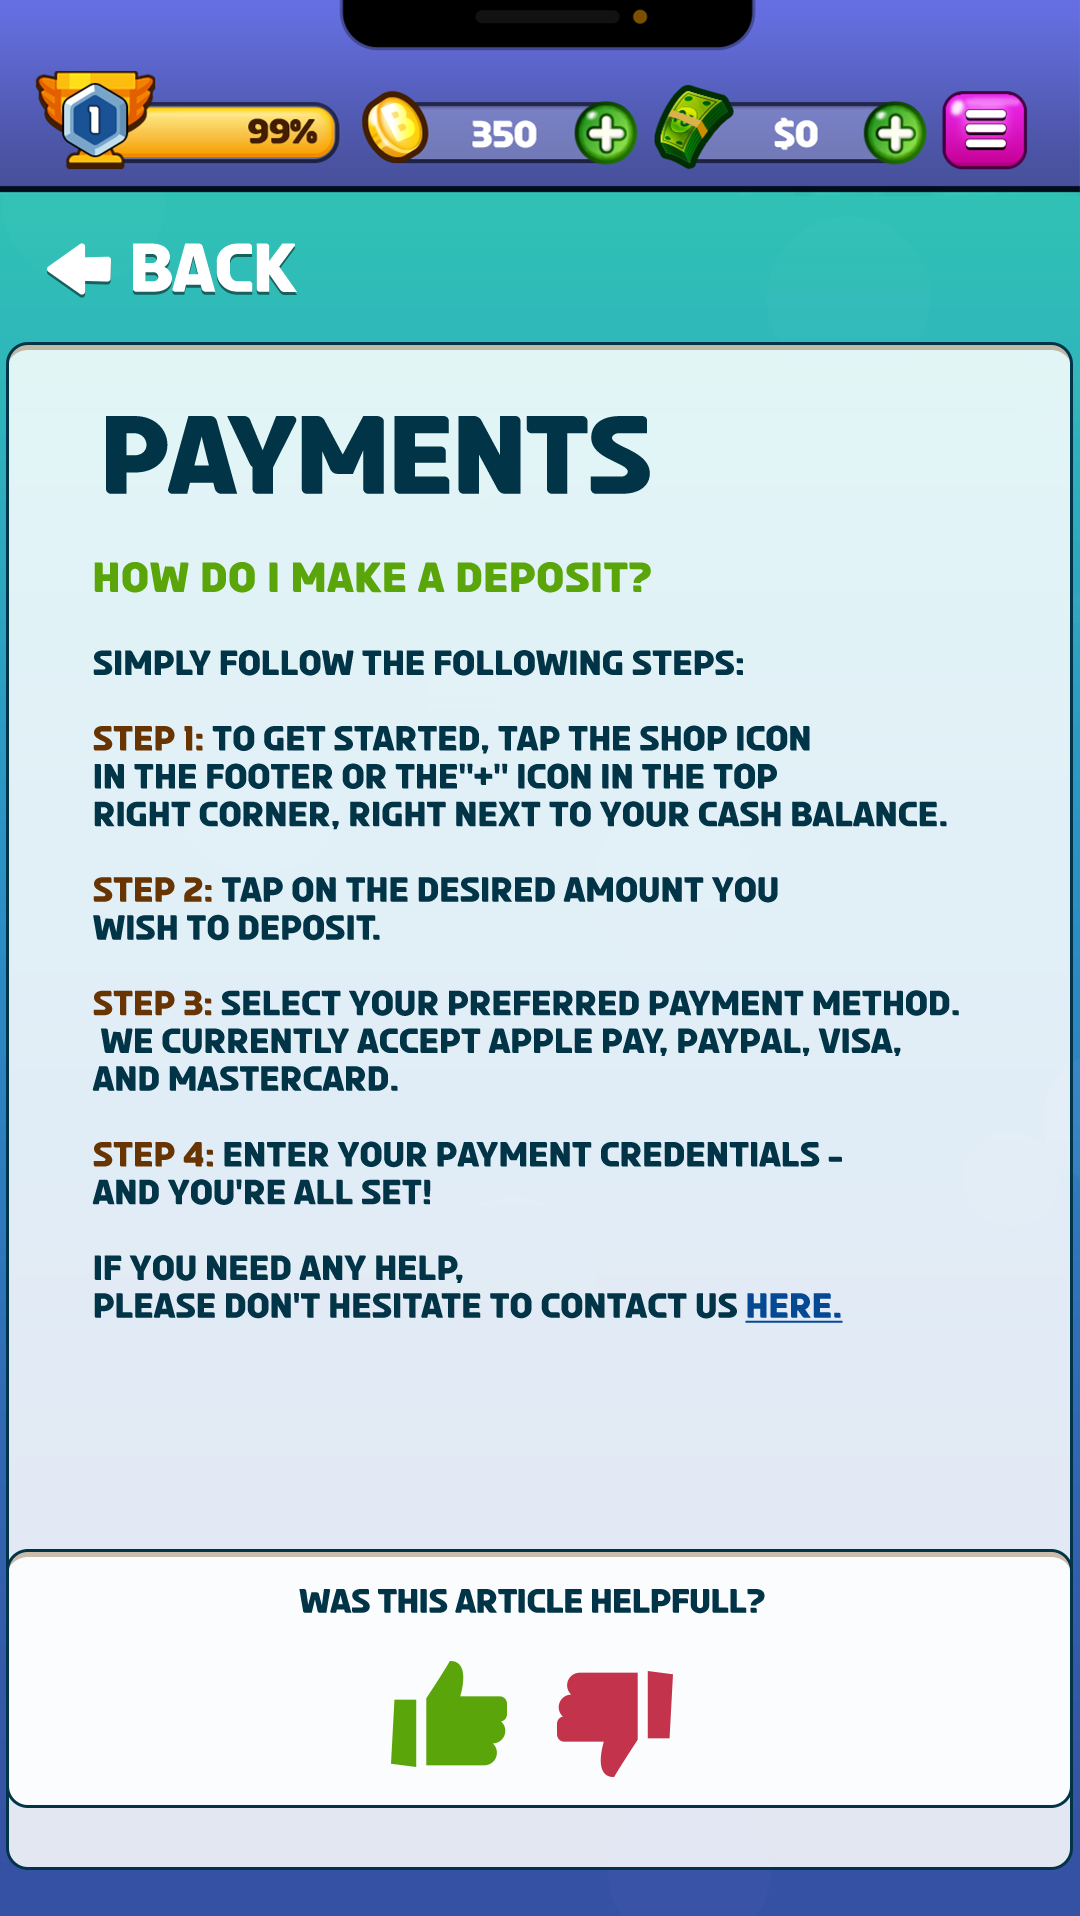 1
99%
B
350
$0
BACK
PAYMENTS
HOW DO I MAKE A DEPOSIT?
SIMPLY FOLLOW THE FOLLOWING STEPS:
STEP 1: TO GET STARTED, TAP THE SHOP ICON
IN THE FOOTER OR THE"+" ICON IN THE TOP
RIGHT CORNER, RIGHT NEXT TO YOUR CASH BALANCE.
STEP 2: TAP ON THE DESIRED AMOUNT YOU
WISH TO DEPOSIT.
STEP 3: SELECT YOUR PREFERRED PAYMENT METHOD.
WE CURRENTLY ACCEPT APPLE PAY, PAYPAL, VISA,
AND MASTERCARD.
STEP 4: ENTER YOUR PAYMENT CREDENTIALS –
AND YOU'RE ALL SET!
IF YOU NEED ANY HELP,
PLEASE DON'T HESITATE TO CONTACT US HERE.
WAS THIS ARTICLE HELPFULL?